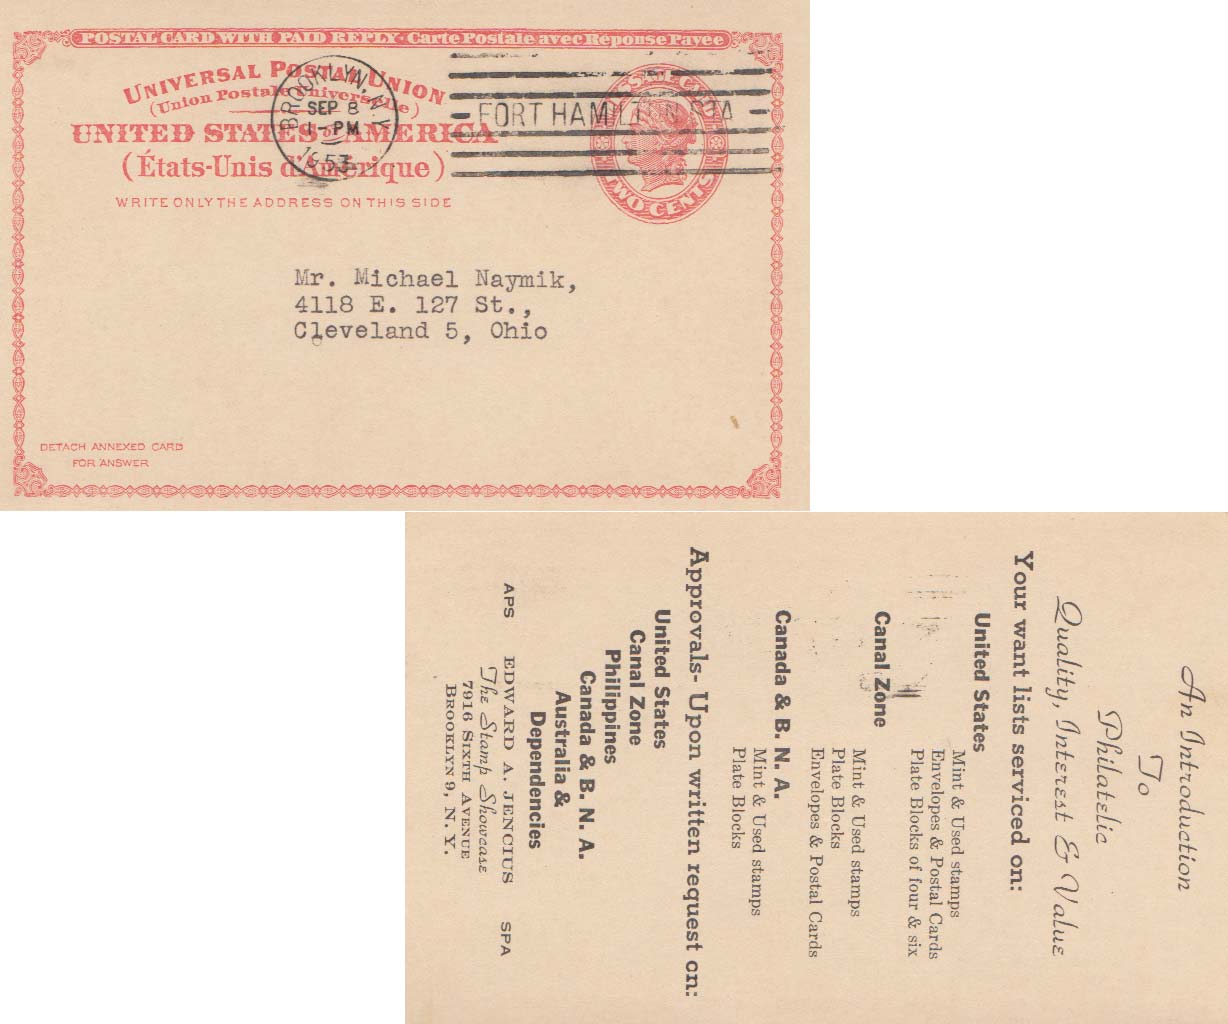 POSTAL CARD WITH PAID REPLY - Carte Postale avec Réponse Payée
UNIVERSAL POSTAL UNION
(Union Postale Universelle)
UNITED STATES of AMERICA
(États-Unis d'Amérique)
WRITE ONLY THE ADDRESS ON THIS SIDE
BROOKLYN, N.Y.
SEP 8
1-PM
1953
FORT HAMILTON STA
TWO CENTS
Mr. Michael Naymik,
4118 E. 127 St.,
Cleveland 5, Ohio
DETACH ANNEXED CARD
FOR ANSWER
An Introduction
To
Philatelic
Quality, Interest & Value
Your want lists serviced on:
United States
Mint & Used stamps
Envelopes & Postal Cards
Plate Blocks of four & six
Canal Zone
Mint & Used stamps
Plate Blocks
Envelopes & Postal Cards
Canada & B. N. A.
Mint & Used stamps
Plate Blocks
Approvals- Upon written request on:
United States
Canal Zone
Philippines
Canada & B. N. A.
Australia &
Dependencies
APS EDWARD A. JENCIUS SPA
The Stamp Showcase
7916 SIXTH AVENUE
BROOKLYN 9, N. Y.